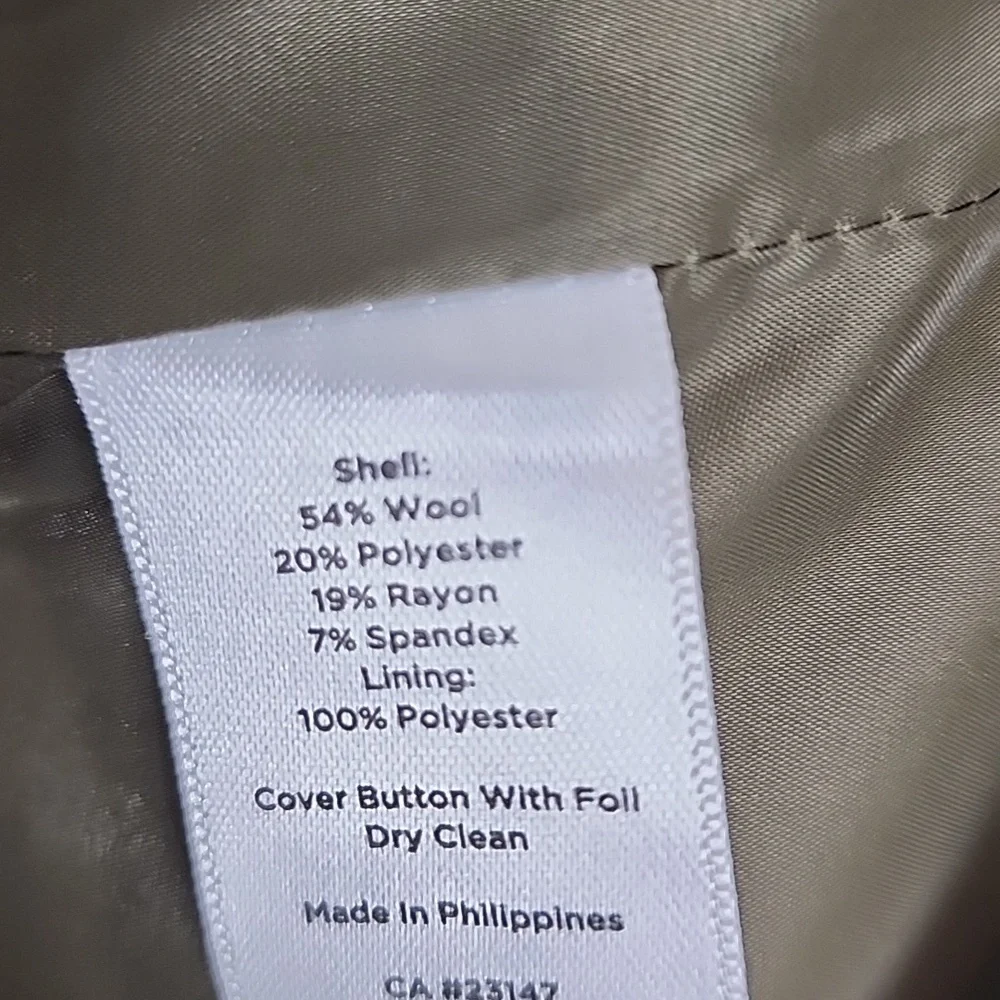 Shell:
54% Wool
20% Polyester
19% Rayon
7% Spandex
Lining:
100% Polyester
Cover Button With Foil
Dry Clean
Made In Philippines
CA #23147